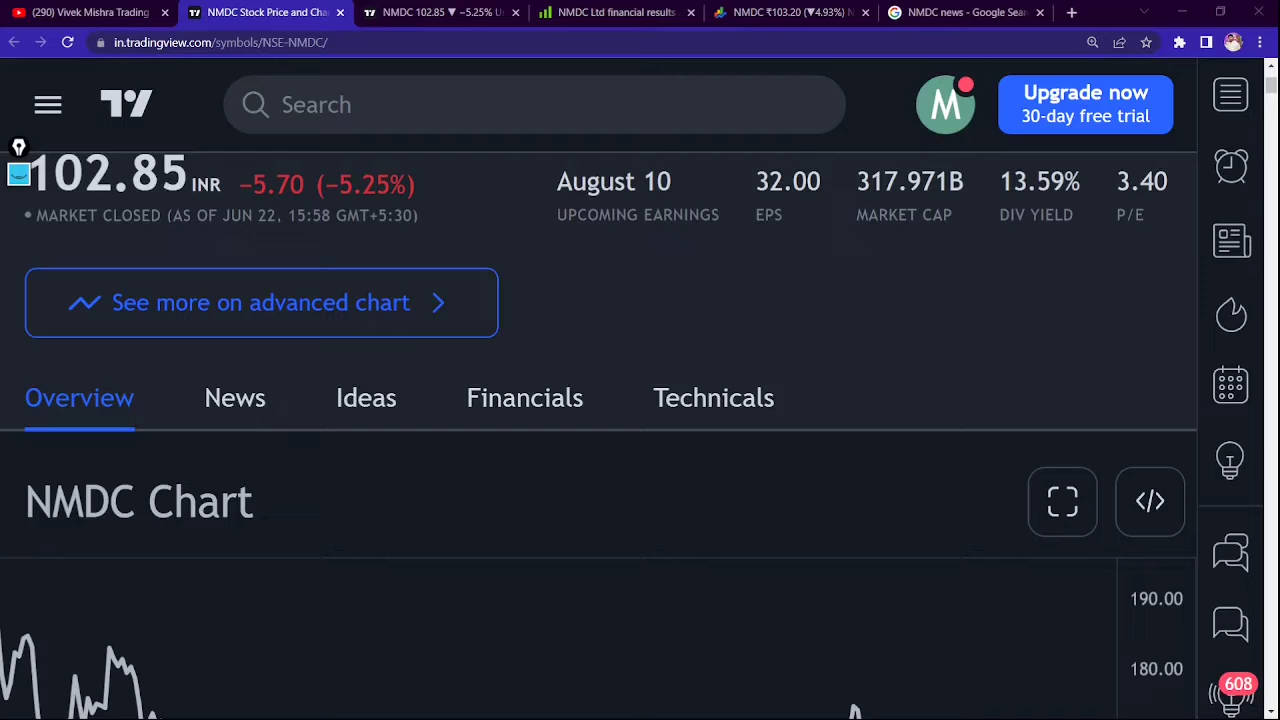 (290) Vivek Mishra Trading
NMDC Stock Price and Cha
NMDC 102.85 ▼ −5.25% U
NMDC Ltd financial results
NMDC ₹103.20 (▼4.93%) N
NMDC news - Google Sear
in.tradingview.com/symbols/NSE-NMDC/
Search
M
Upgrade now
30-day free trial
102.85 INR −5.70 (−5.25%)
MARKET CLOSED (AS OF JUN 22, 15:58 GMT+5:30)
August 10
UPCOMING EARNINGS
32.00
EPS
317.971B
MARKET CAP
13.59%
DIV YIELD
3.40
P/E
See more on advanced chart
Overview
News
Ideas
Financials
Technicals
NMDC Chart
190.00
180.00
608